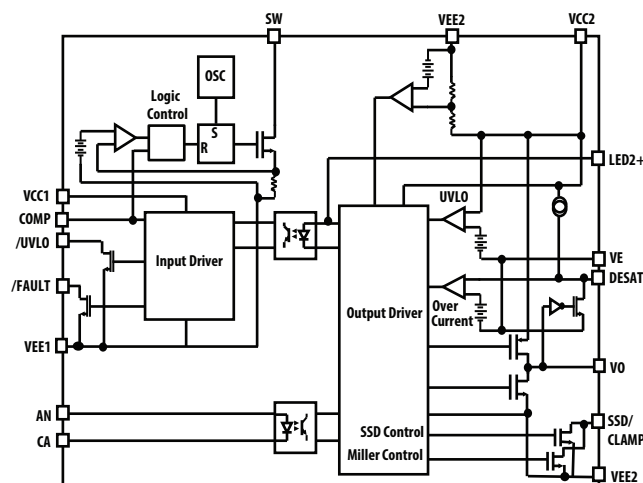 SW
VEE2
VCC2
OSC
Logic
Control
S
R
LED2+
VCC1
UVLO
COMP
/UVLO
Input Driver
VE
/FAULT
DESAT
Output Driver
Over
Current
VEE1
VO
AN
SSD/
CLAMP
SSD Control
CA
Miller Control
VEE2